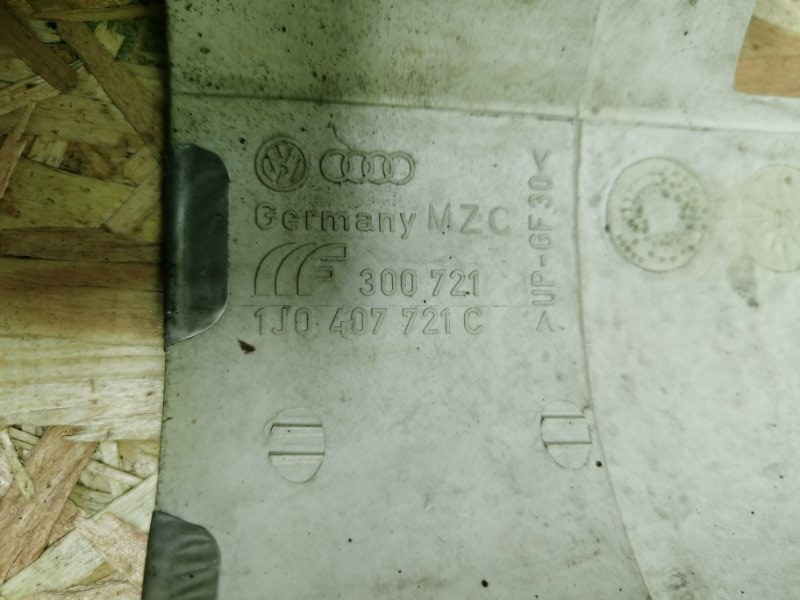 Germany MZC
300 721
1J0 407 721 C
>UP-GF30<